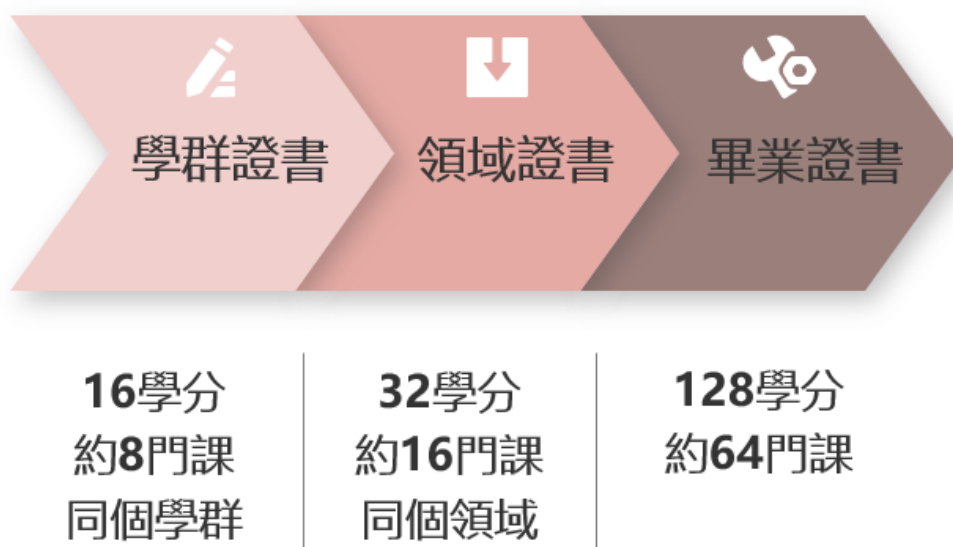 學群證書
領域證書
畢業證書
16學分
約8門課
同個學群
32學分
約16門課
同個領域
128學分
約64門課